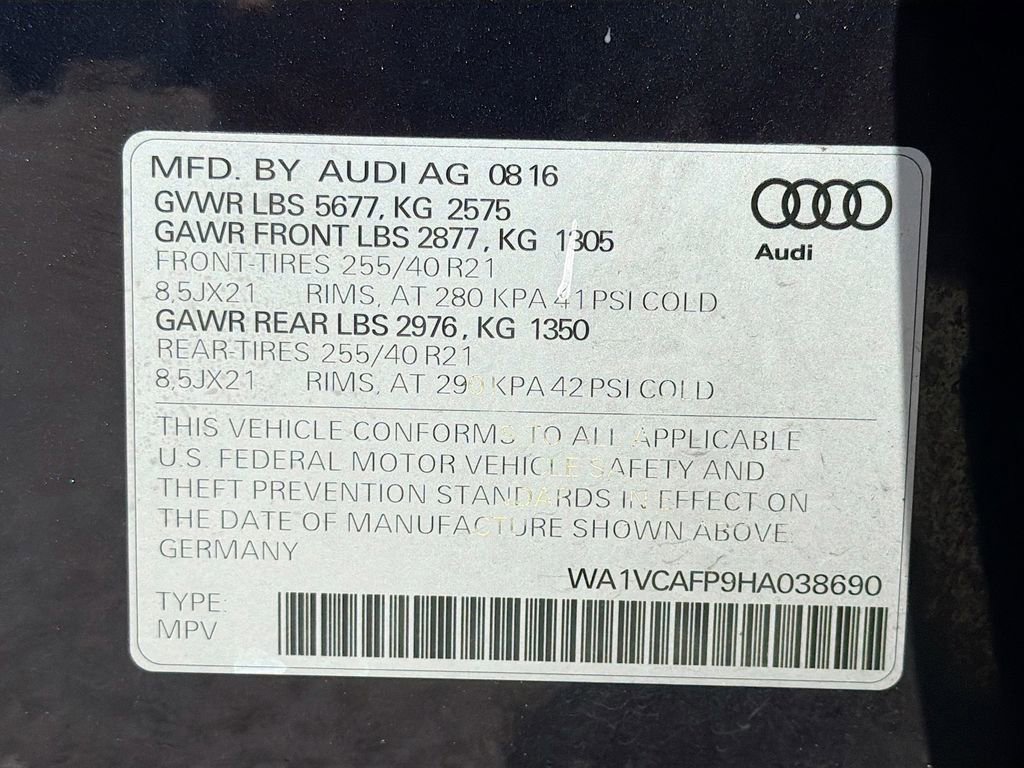 MFD. BY AUDI AG 0816
GVWR LBS 5677, KG 2575
GAWR FRONT LBS 2877, KG 1305
FRONT-TIRES 255/40 R21
8,5JX21 RIMS, AT 280 KPA 41 PSI COLD
GAWR REAR LBS 2976, KG 1350
REAR-TIRES 255/40 R21
8,5JX21 RIMS, AT 290 KPA 42 PSI COLD
Audi
THIS VEHICLE CONFORMS TO ALL APPLICABLE
U.S. FEDERAL MOTOR VEHICLE SAFETY AND
THEFT PREVENTION STANDARDS IN EFFECT ON
THE DATE OF MANUFACTURE SHOWN ABOVE.
GERMANY
WA1VCAFP9HA038690
TYPE:
MPV